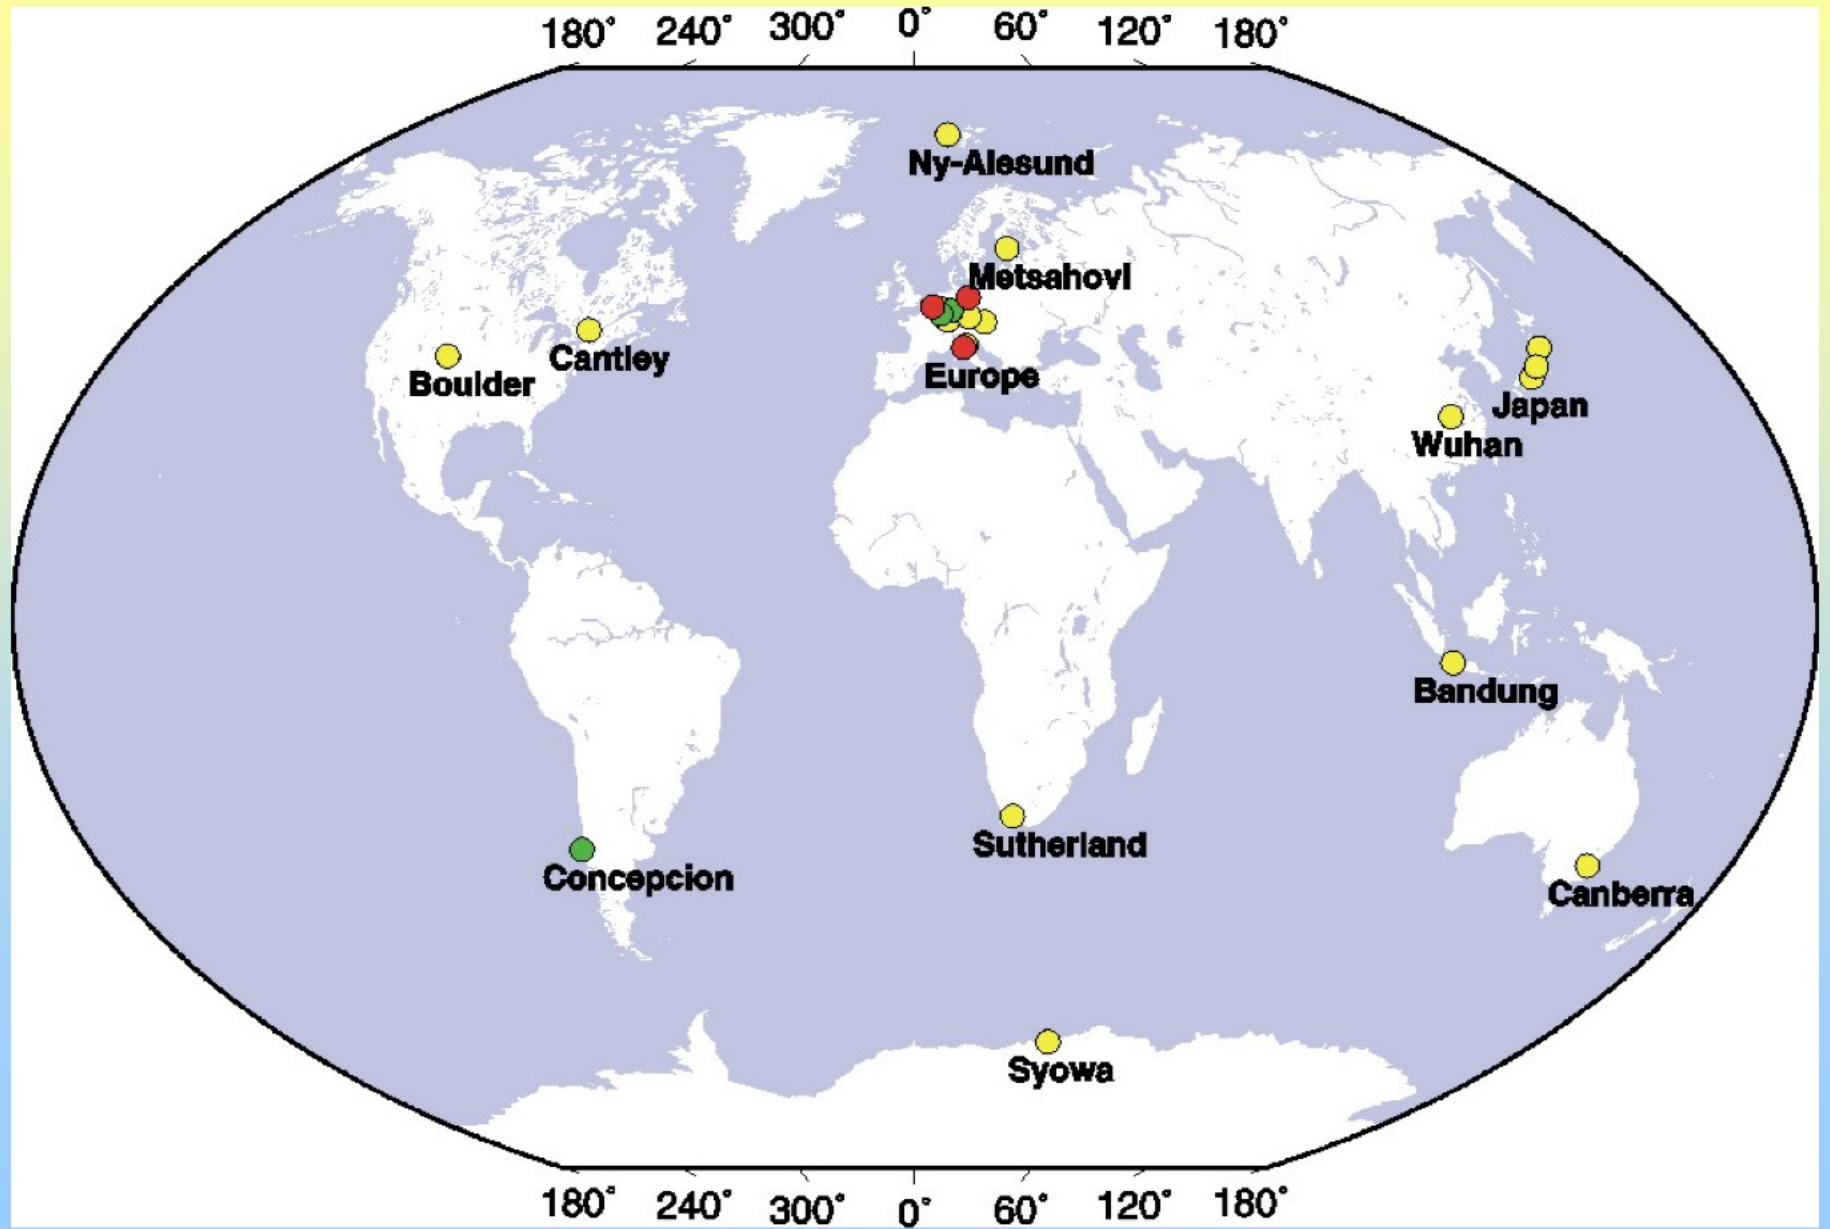 180° 240° 300° 0° 60° 120° 180°
Ny-Alesund
Metsahovi
Cantley
Boulder
Europe
Japan
Wuhan
Bandung
Sutherland
Concepcion
Canberra
Syowa
180° 240° 300° 0° 60° 120° 180°